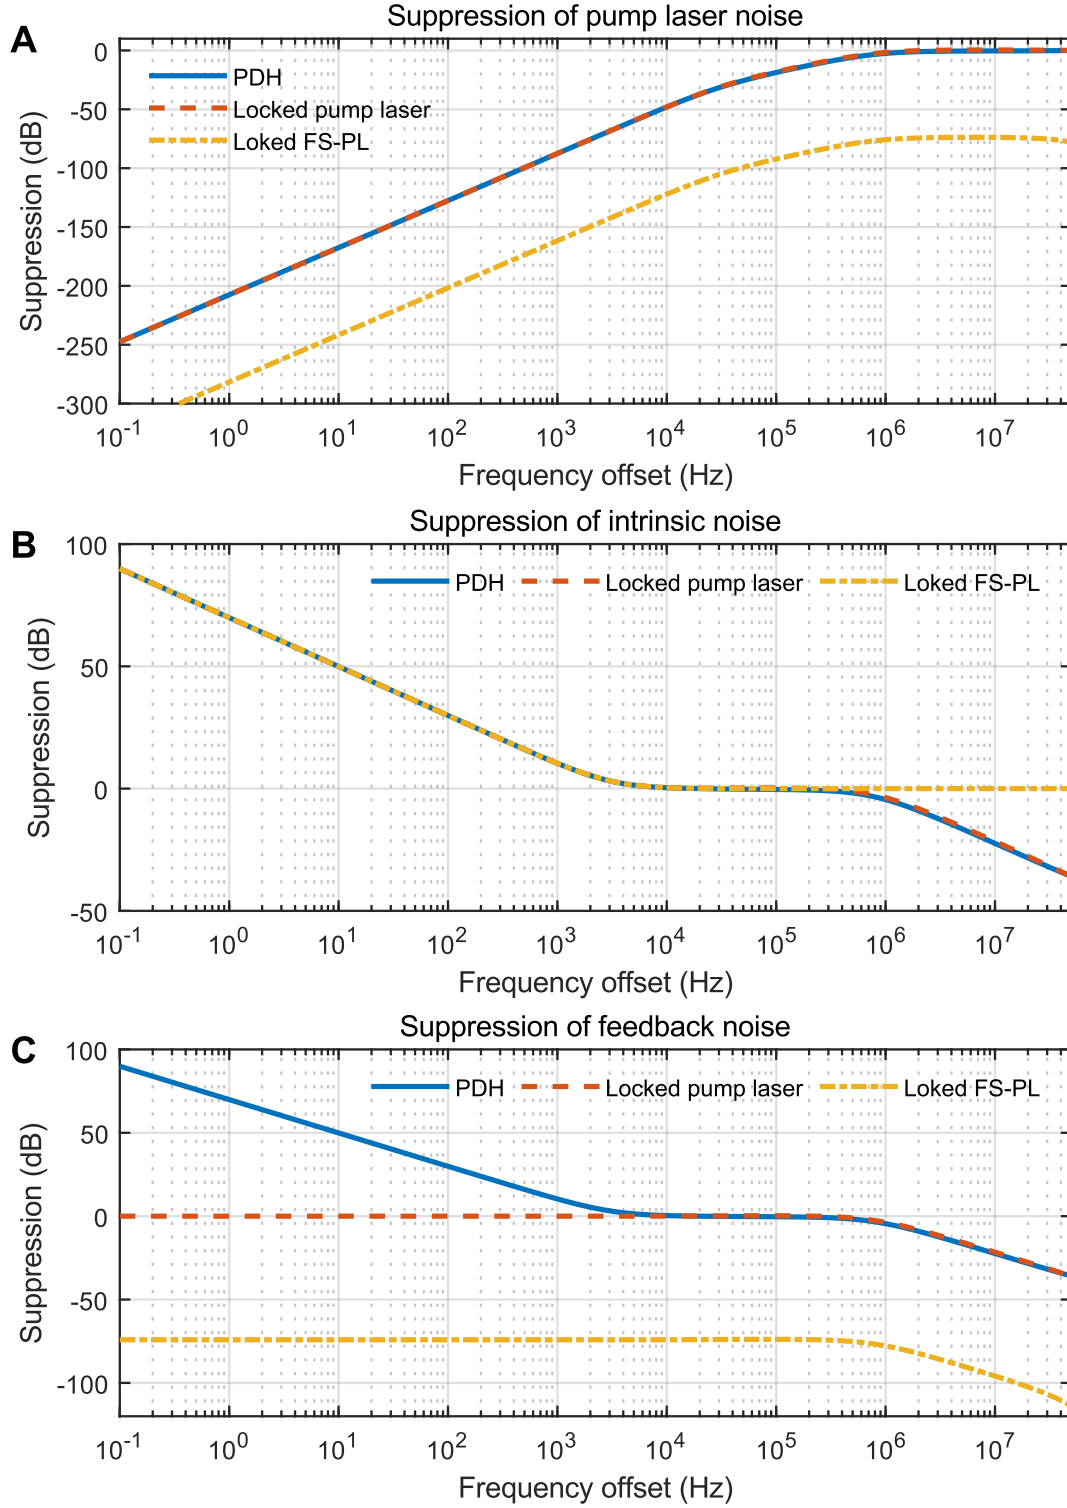 A
Suppression of pump laser noise
Suppression (dB)
0
-50
-100
-150
-200
-250
-300
PDH
Locked pump laser
Loked FS-PL
10⁻¹ 10⁰ 10¹ 10² 10³ 10⁴ 10⁵ 10⁶ 10⁷
Frequency offset (Hz)
B
Suppression of intrinsic noise
Suppression (dB)
100
50
0
-50
PDH Locked pump laser Loked FS-PL
10⁻¹ 10⁰ 10¹ 10² 10³ 10⁴ 10⁵ 10⁶ 10⁷
Frequency offset (Hz)
C
Suppression of feedback noise
Suppression (dB)
100
50
0
-50
-100
PDH Locked pump laser Loked FS-PL
10⁻¹ 10⁰ 10¹ 10² 10³ 10⁴ 10⁵ 10⁶ 10⁷
Frequency offset (Hz)